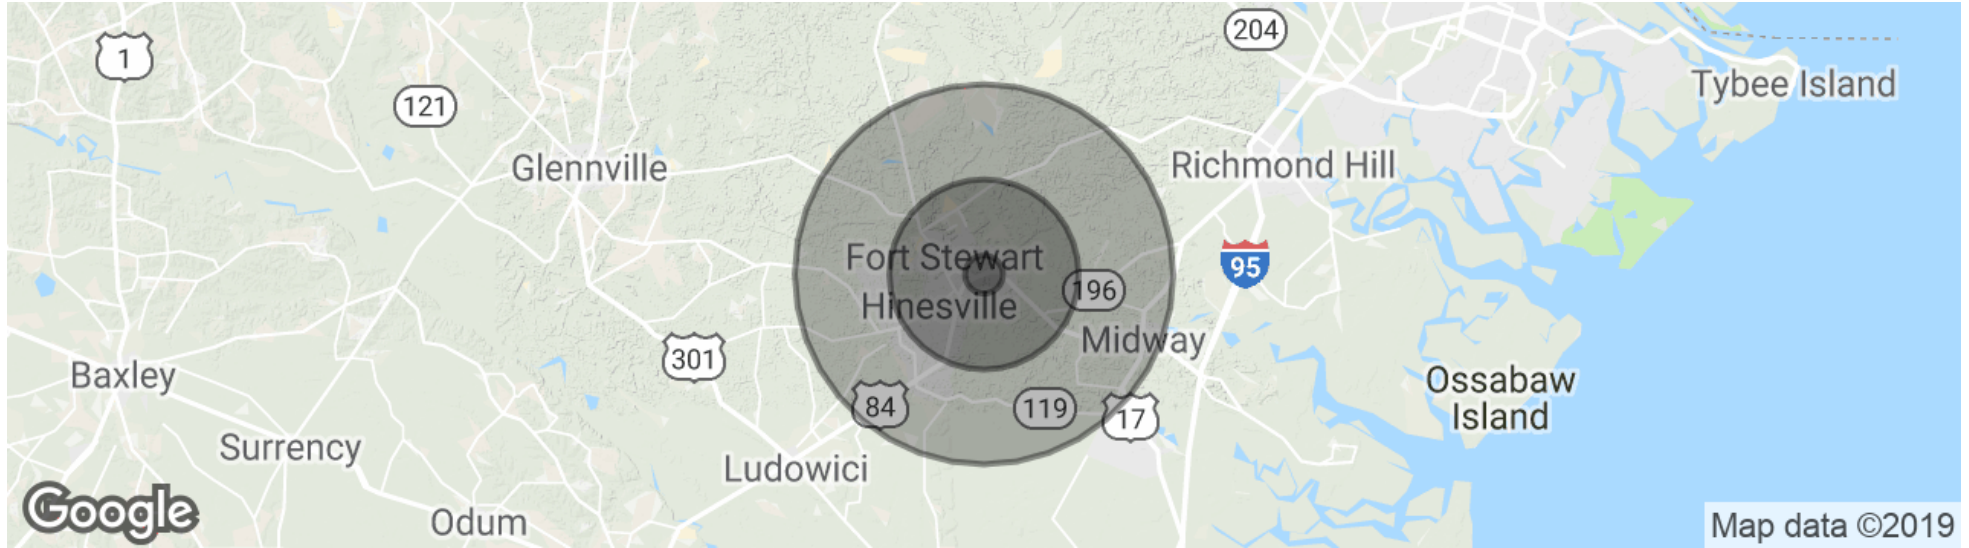 204
1
Tybee Island
121
Glennville
Richmond Hill
Fort Stewart
Hinesville
95
196
Midway
301
Baxley
Ossabaw
Island
84
119
17
Surrency
Ludowici
Google
Odum
Map data ©2019